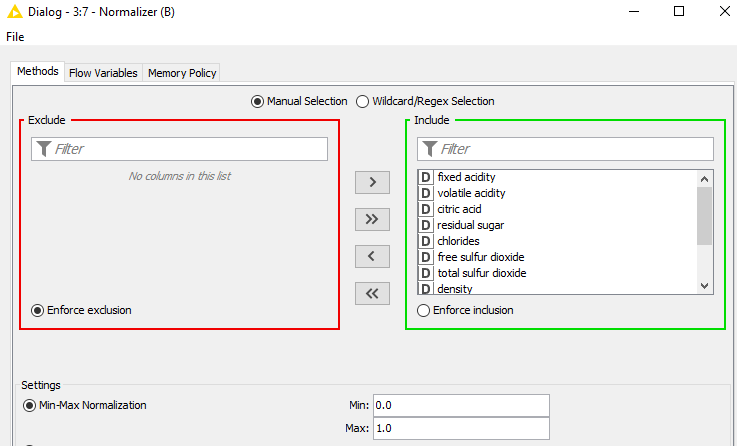 Dialog - 3:7 - Normalizer (B)
File
Methods Flow Variables Memory Policy
Manual Selection Wildcard/Regex Selection
Exclude Include
Filter Filter
No columns in this list
D fixed acidity
D volatile acidity
D citric acid
D residual sugar
D chlorides
D free sulfur dioxide
D total sulfur dioxide
D density
Enforce exclusion Enforce inclusion
Settings
Min-Max Normalization Min: 0.0
Max: 1.0